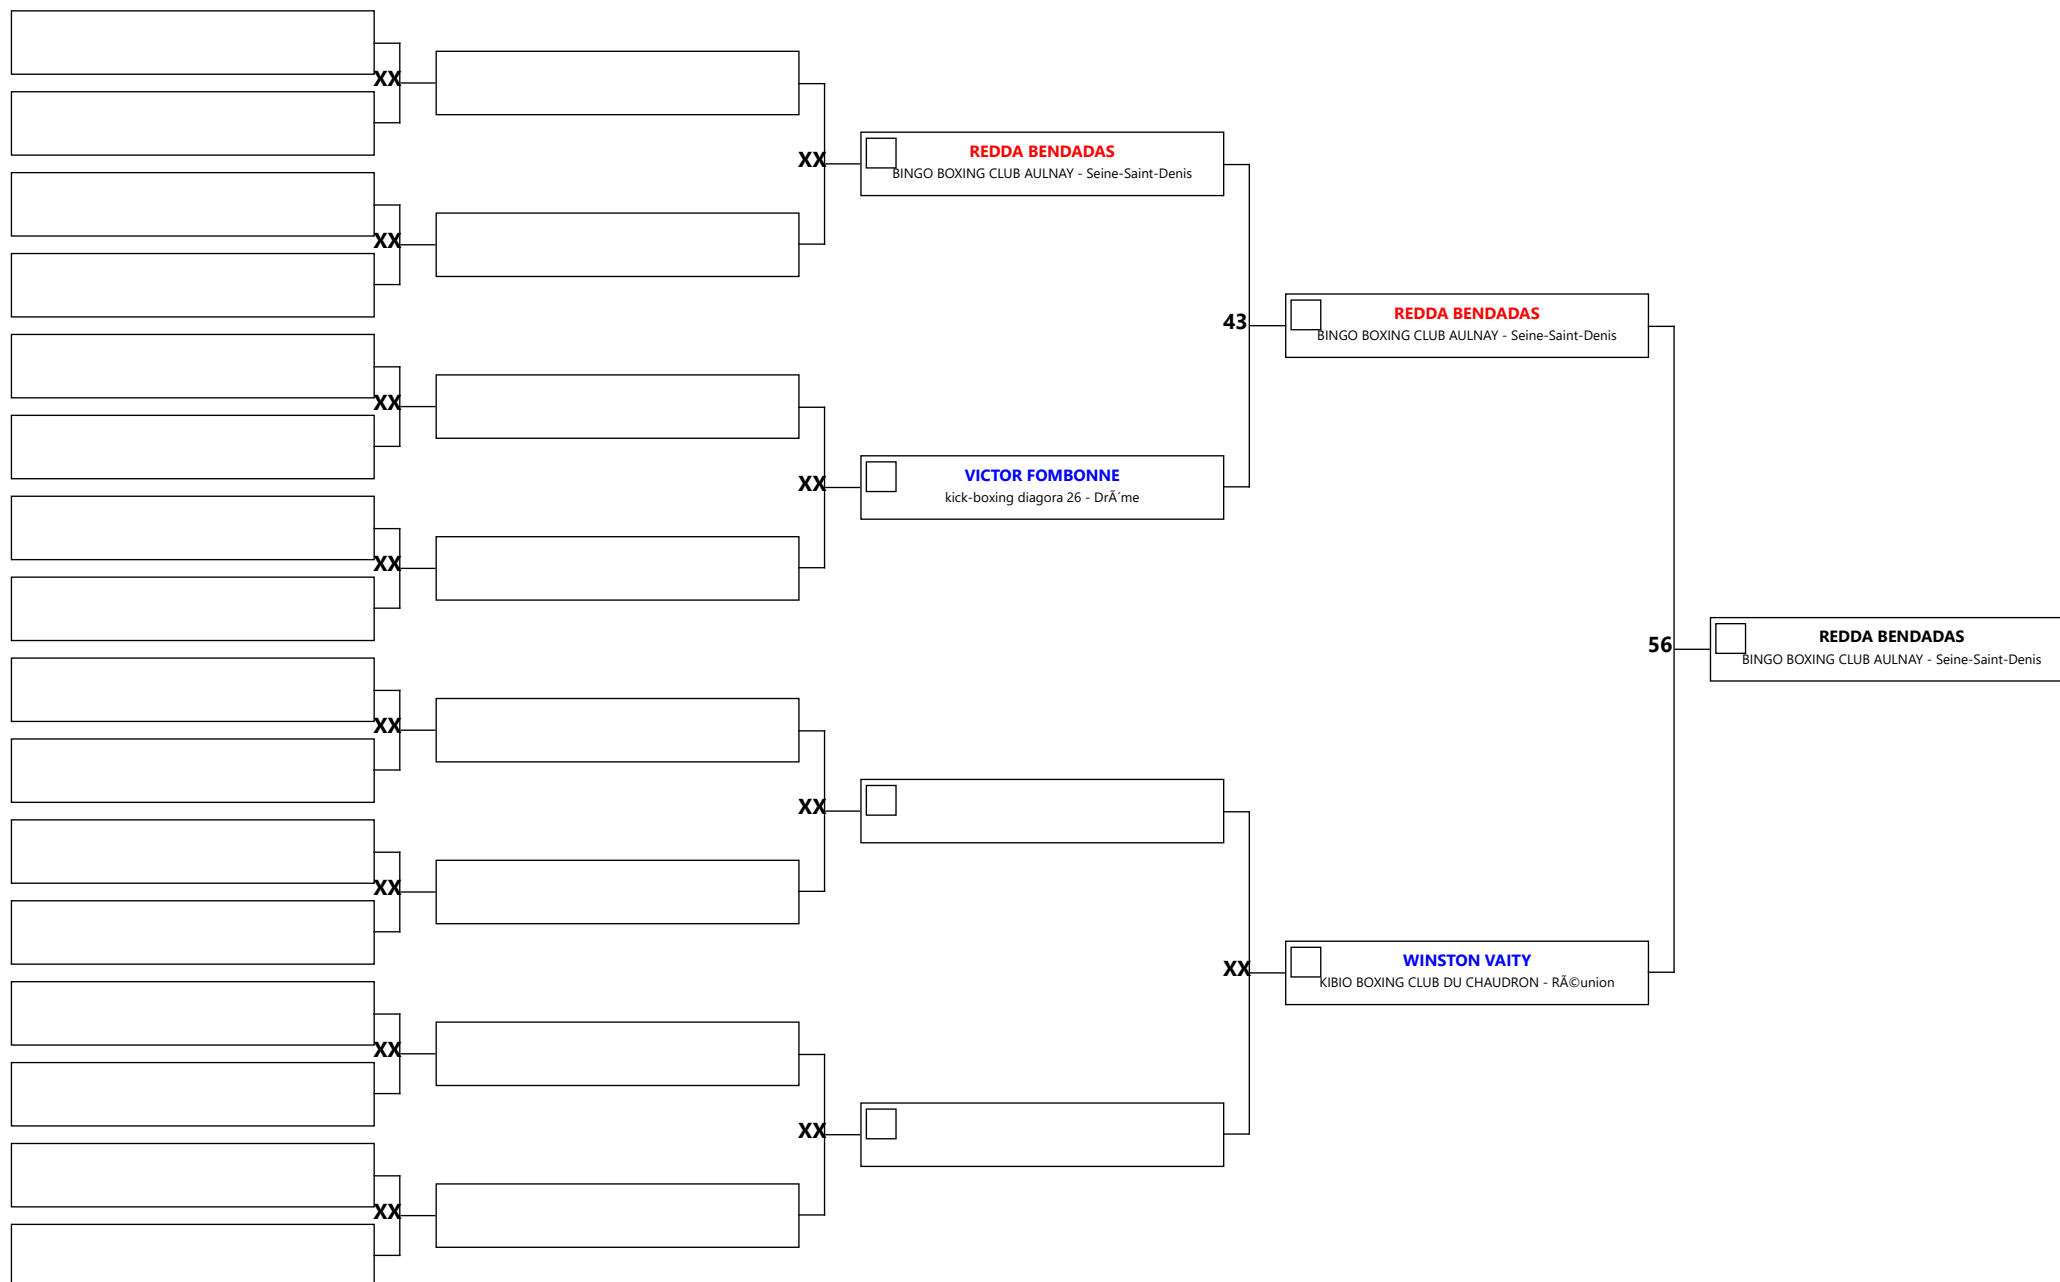 XX
XX
REDDA BENDADAS
BINGO BOXING CLUB AULNAY - Seine-Saint-Denis
XX
43
REDDA BENDADAS
BINGO BOXING CLUB AULNAY - Seine-Saint-Denis
XX
XX
VICTOR FOMBONNE
kick-boxing diagora 26 - DrÃ´me
XX
56
REDDA BENDADAS
BINGO BOXING CLUB AULNAY - Seine-Saint-Denis
XX
XX
XX
XX
WINSTON VAITY
KIBIO BOXING CLUB DU CHAUDRON - RÃ©union
XX
XX
XX